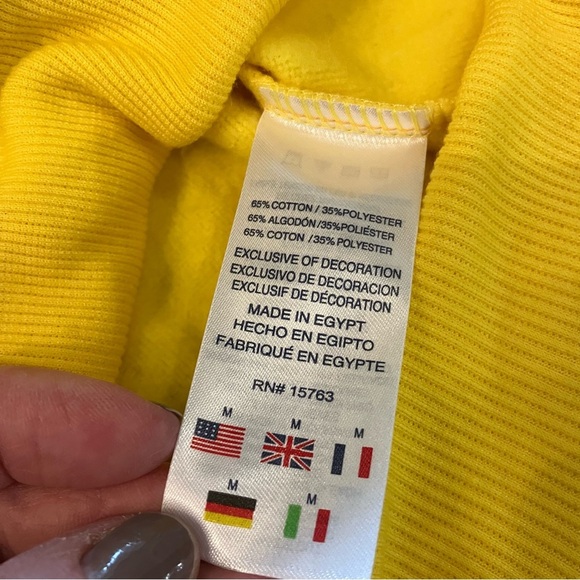 65% COTTON / 35%POLYESTER
65% ALGODÓN /35%POLIÉSTER
65% COTON / 35% POLYESTER
EXCLUSIVE OF DECORATION
EXCLUSIVO DE DECORACION
EXCLUSIF DE DÉCORATION
MADE IN EGYPT
HECHO EN EGIPTO
FABRIQUÉ EN EGYPTE
RN# 15763
M M M
M M